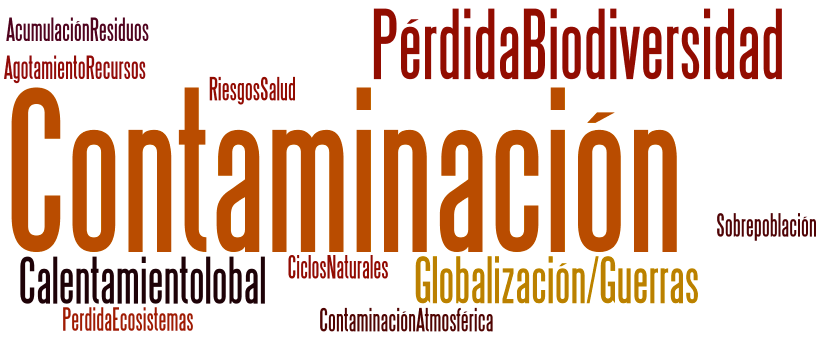 AcumulaciónResiduos
PérdidaBiodiversidad
AgotamientoRecursos
RiesgosSalud
Contaminación
Sobrepoblación
Calentamientolobal
CiclosNaturales
Globalización/Guerras
PerdidaEcosistemas
ContaminaciónAtmosférica